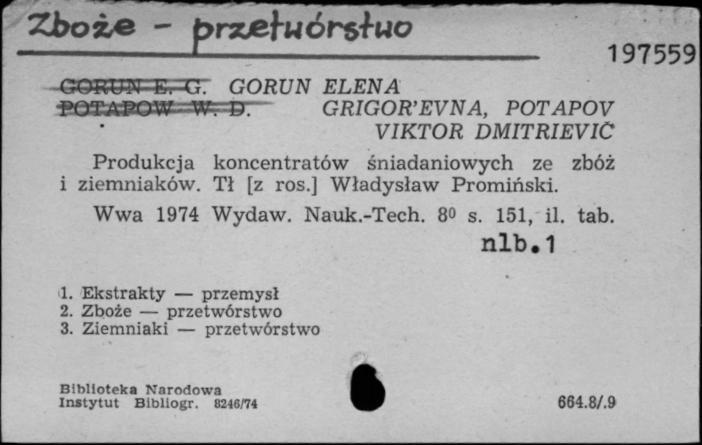 Zboże - przetwórstwo
197559
GORUN E. G. GORUN ELENA
POTAPOW W. D. GRIGOR'EVNA, POTAPOV
VIKTOR DMITRIEVIČ
Produkcja koncentratów śniadaniowych ze zbóż
i ziemniaków. Tł [z ros.] Władysław Promiński.
Wwa 1974 Wydaw. Nauk.-Tech. 8⁰ s. 151, il. tab.
nlb. 1
1. Ekstrakty — przemysł
2. Zboże — przetwórstwo
3. Ziemniaki — przetwórstwo
Biblioteka Narodowa
Instytut Bibliogr. 8246/74
664.8/.9